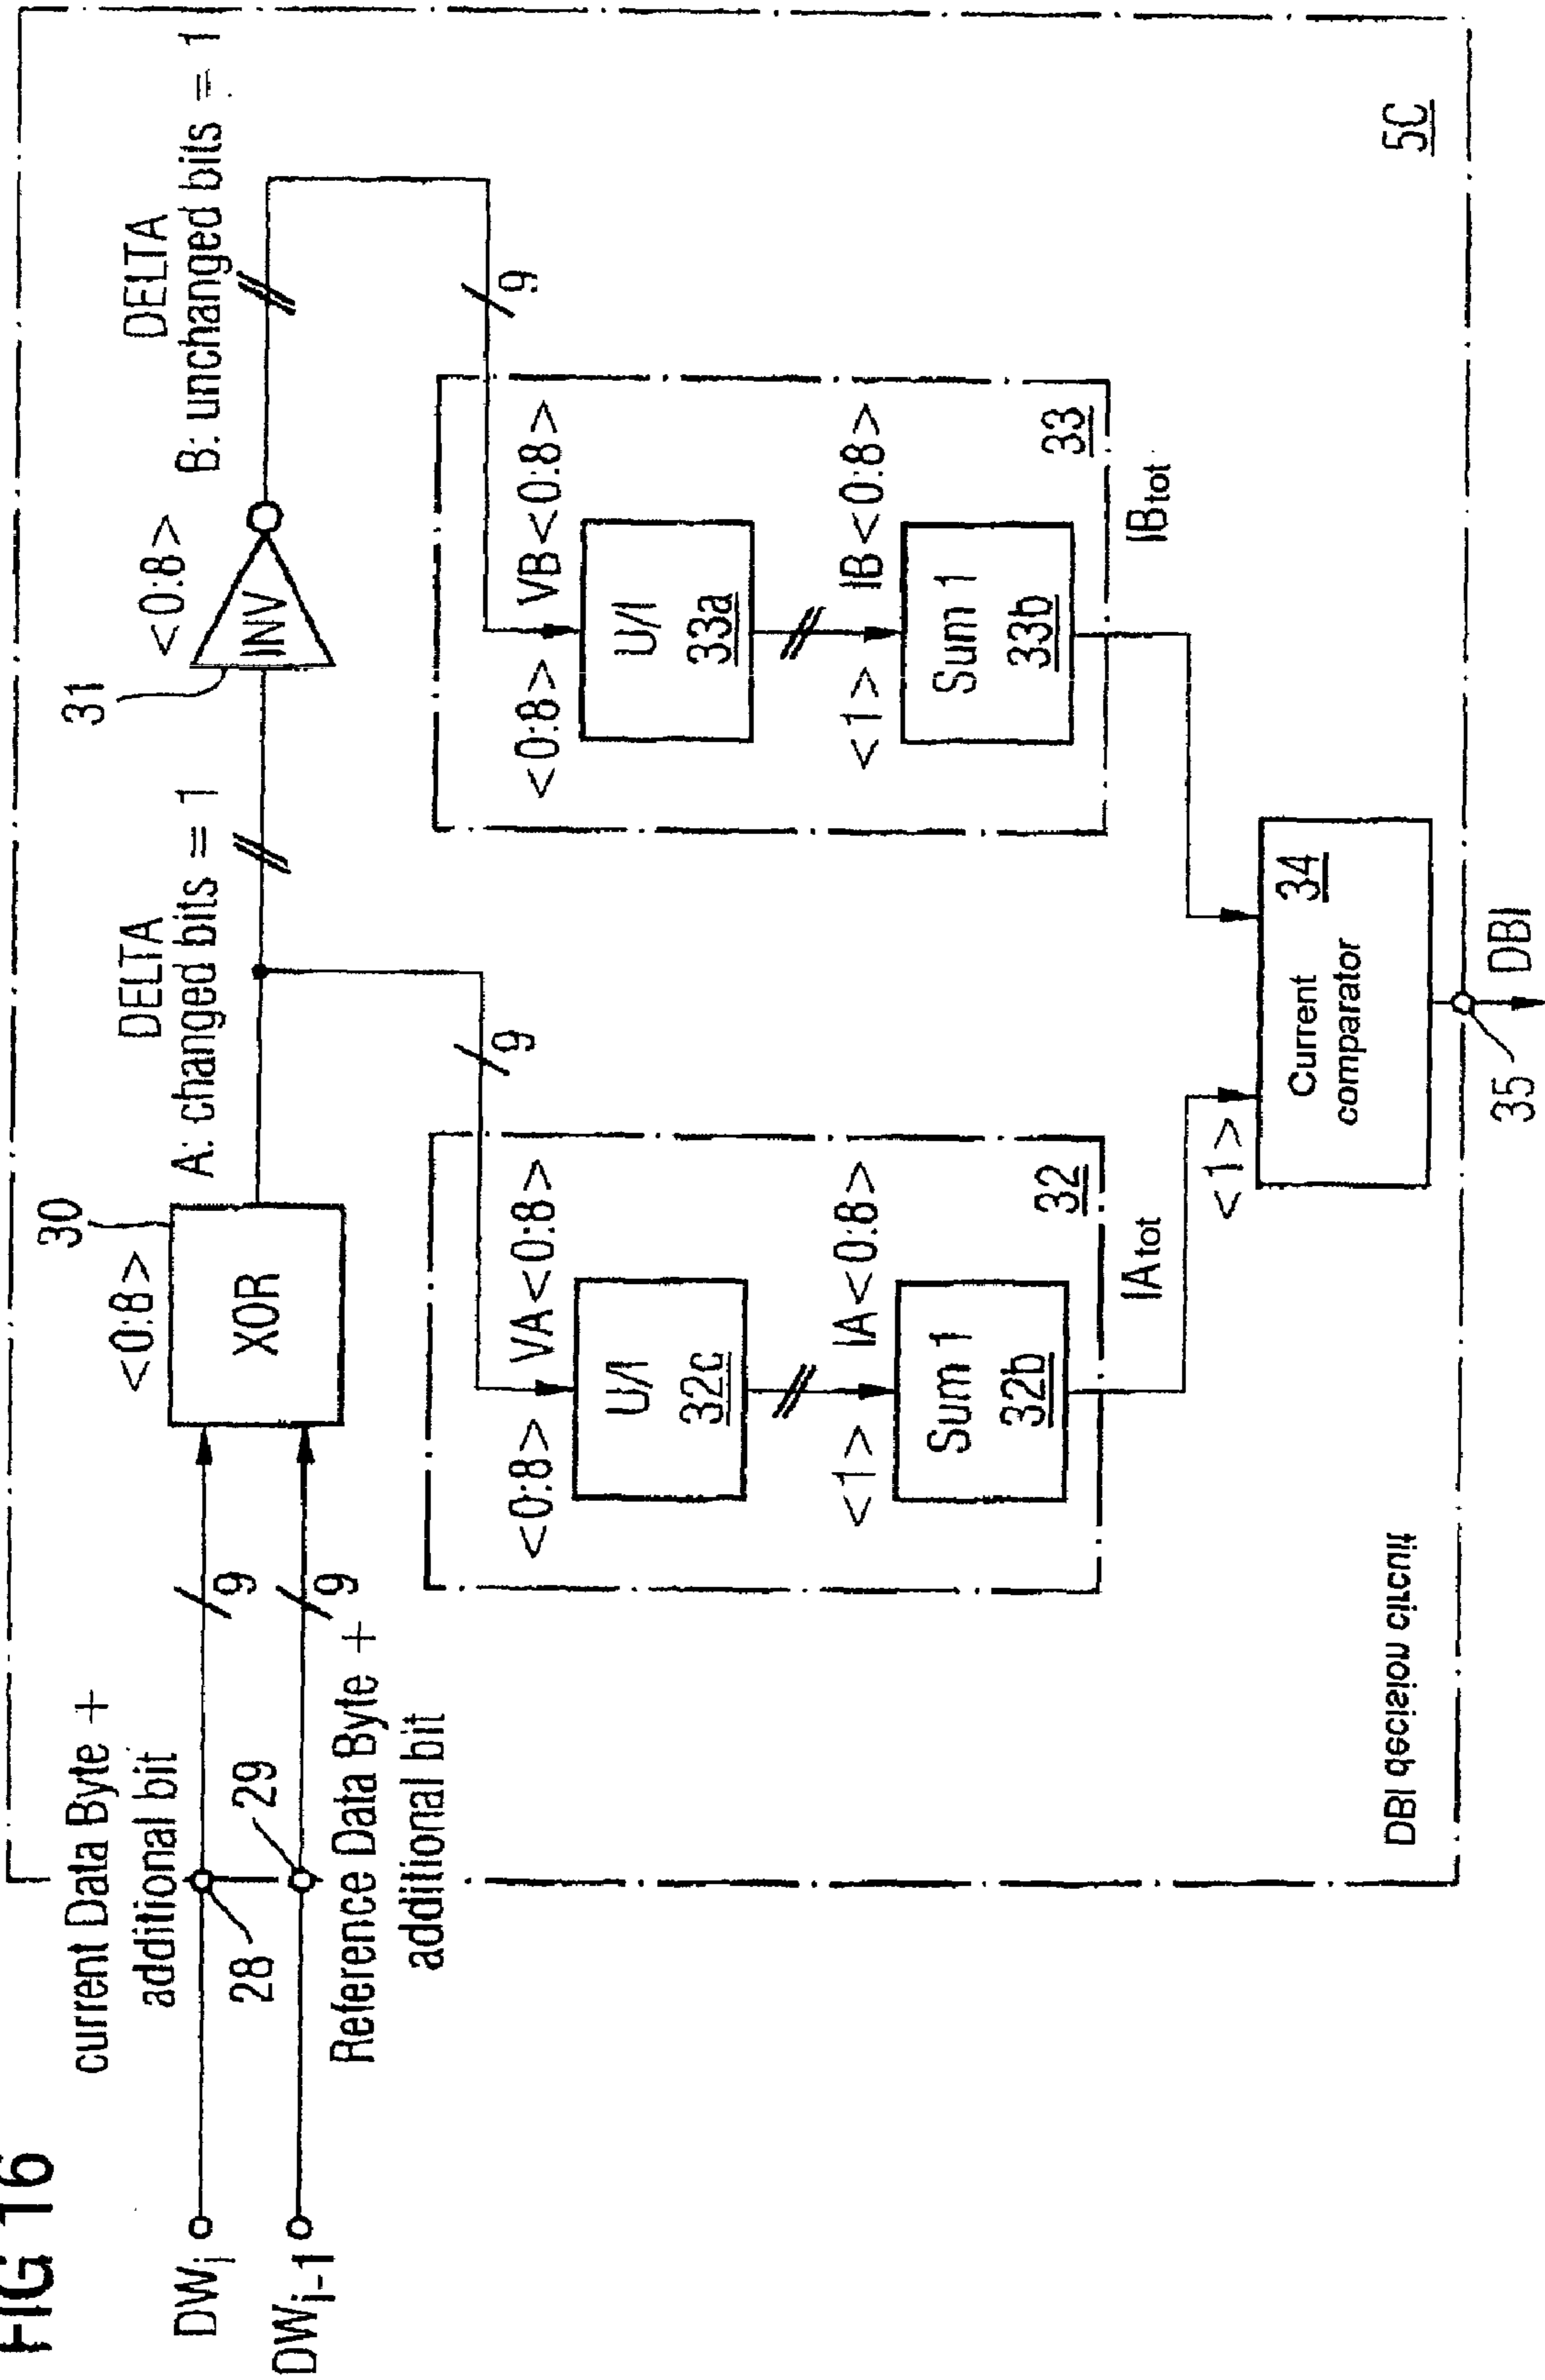 FIG 16
DWi
DWi-1
current Data Byte +
additional bit
28
29
Reference Data Byte +
additional bit
9
9
30
<0:8>
XOR
DELTA
A: changed bits = 1
31
<0:8>
INV
DELTA
B: unchanged bits = 1
9
9
<0:8> VA<0:8>
U/I
32c
<1> IA<0:8>
Sum 1
32b
32
IAtot
<0:8> VB<0:8>
U/I
33a
<1> IB<0:8>
Sum 1
33b
33
IBtot
<1>
34
Current
comparator
35
DBI
DBI decision circuit
5C